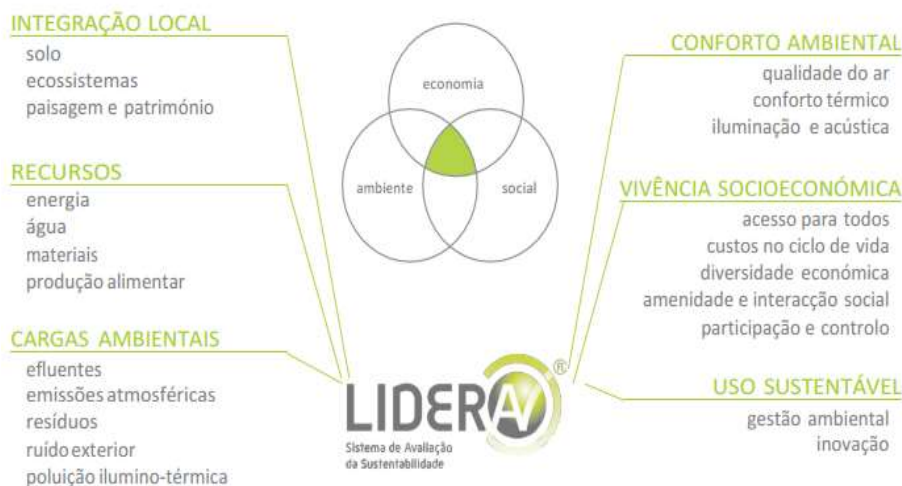 INTEGRAÇÃO LOCAL
solo
ecossistemas
paisagem e património
RECURSOS
energia
água
materiais
produção alimentar
CARGAS AMBIENTAIS
efluentes
emissões atmosféricas
resíduos
ruído exterior
poluição ilumino-térmica
economia
ambiente
social
LIDERA®
Sistema de Avaliação
da Sustentabilidade
CONFORTO AMBIENTAL
qualidade do ar
conforto térmico
iluminação e acústica
VIVÊNCIA SOCIOECONÓMICA
acesso para todos
custos no ciclo de vida
diversidade económica
amenidade e interacção social
participação e controlo
USO SUSTENTÁVEL
gestão ambiental
inovação